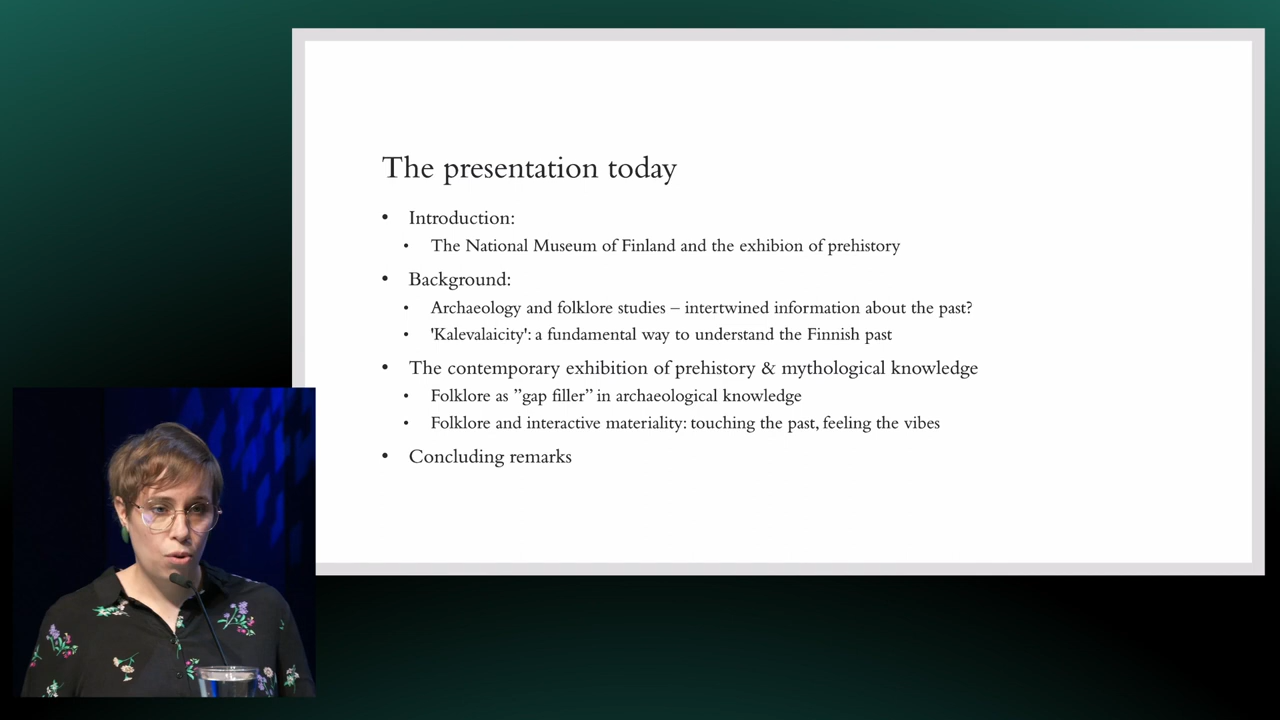 The presentation today
• Introduction:
• The National Museum of Finland and the exhibion of prehistory
• Background:
• Archaeology and folklore studies – intertwined information about the past?
• 'Kalevalaicity': a fundamental way to understand the Finnish past
• The contemporary exhibition of prehistory & mythological knowledge
• Folklore as ”gap filler” in archaeological knowledge
• Folklore and interactive materiality: touching the past, feeling the vibes
• Concluding remarks